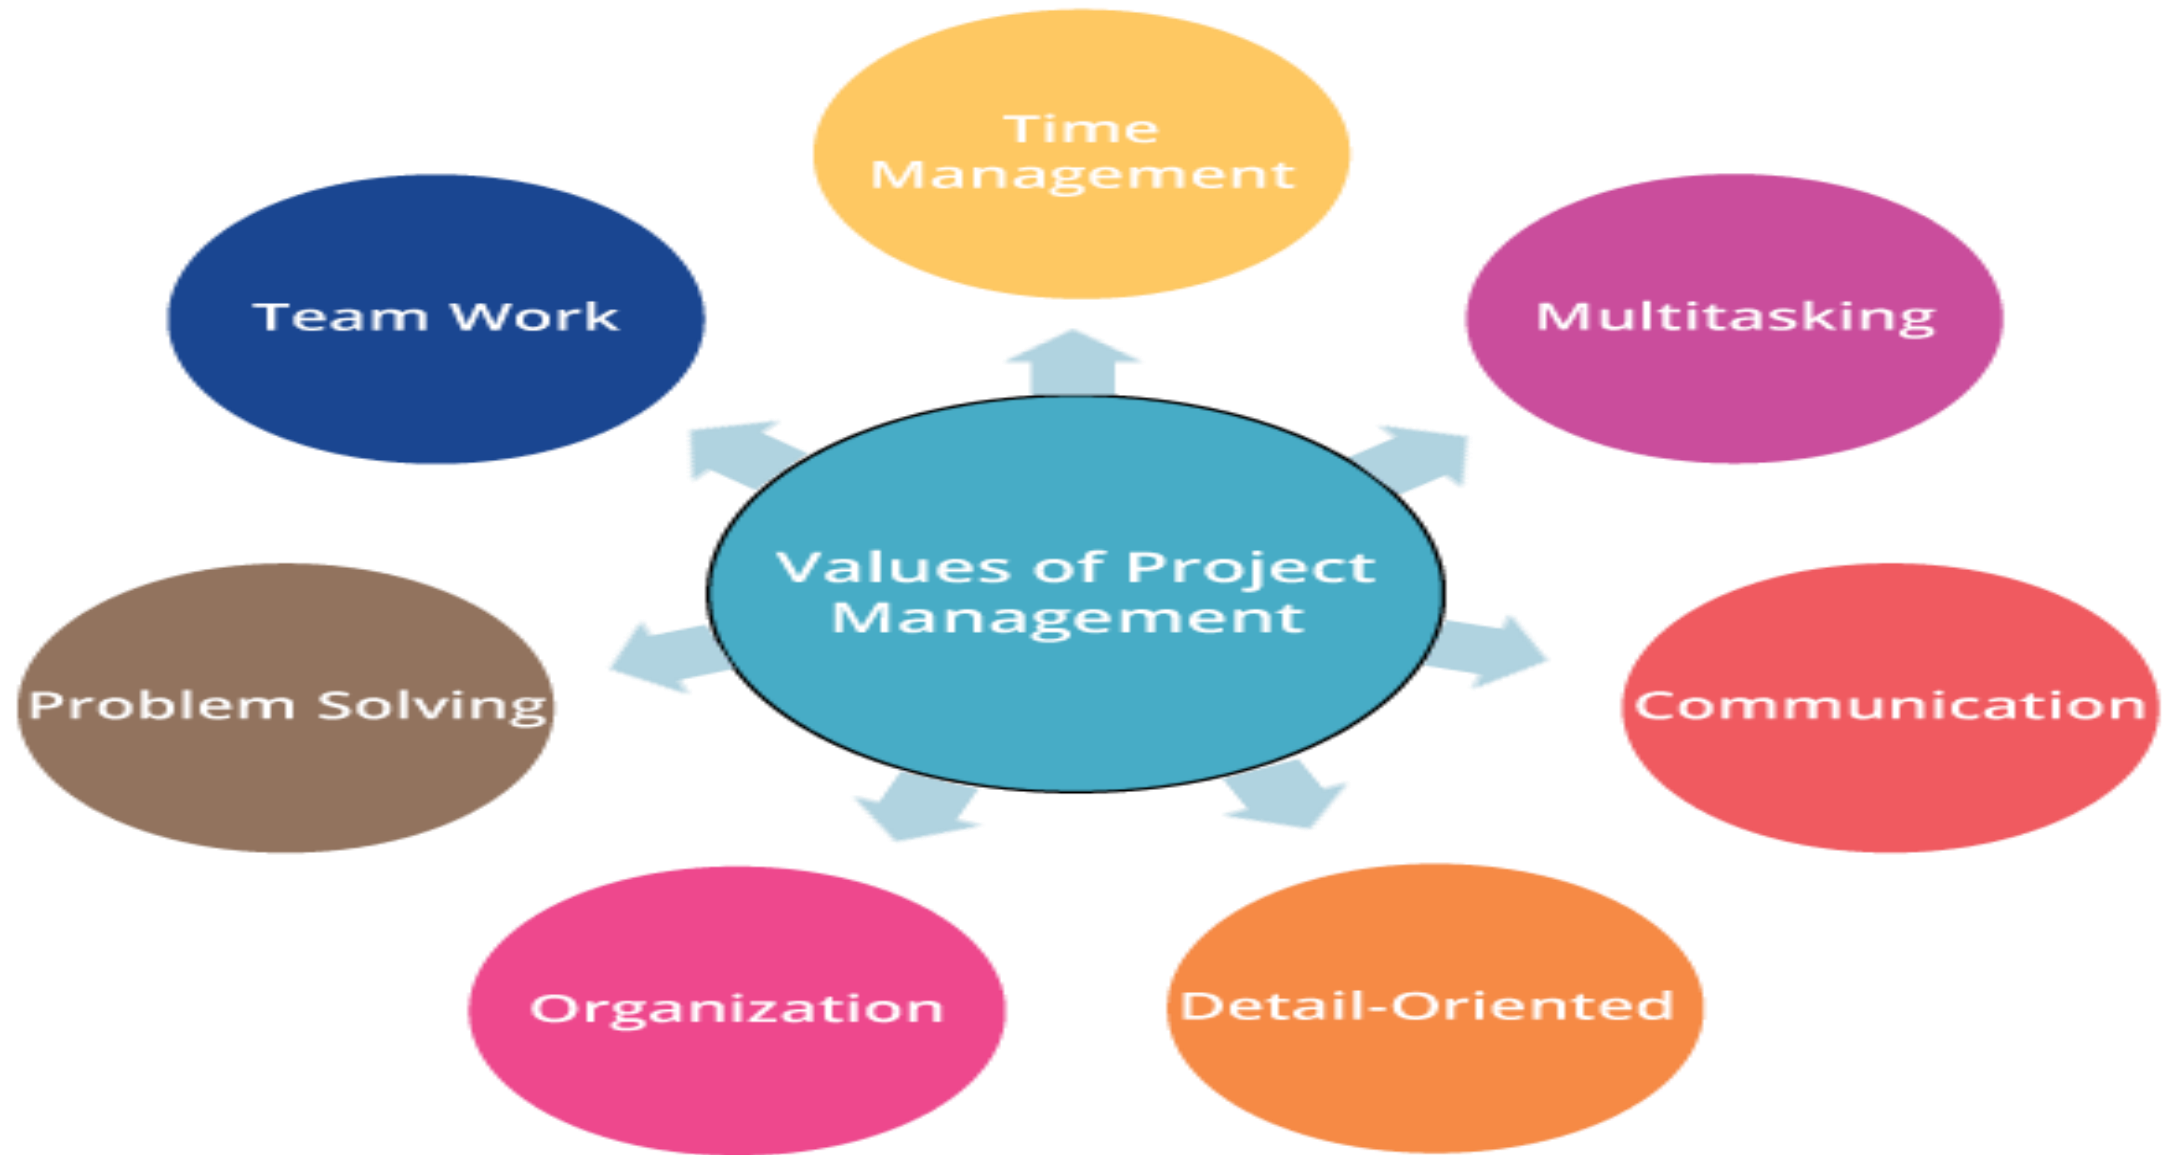 Time
Management
Team Work
Multitasking
Values of Project
Management
Problem Solving
Communication
Organization
Detail-Oriented